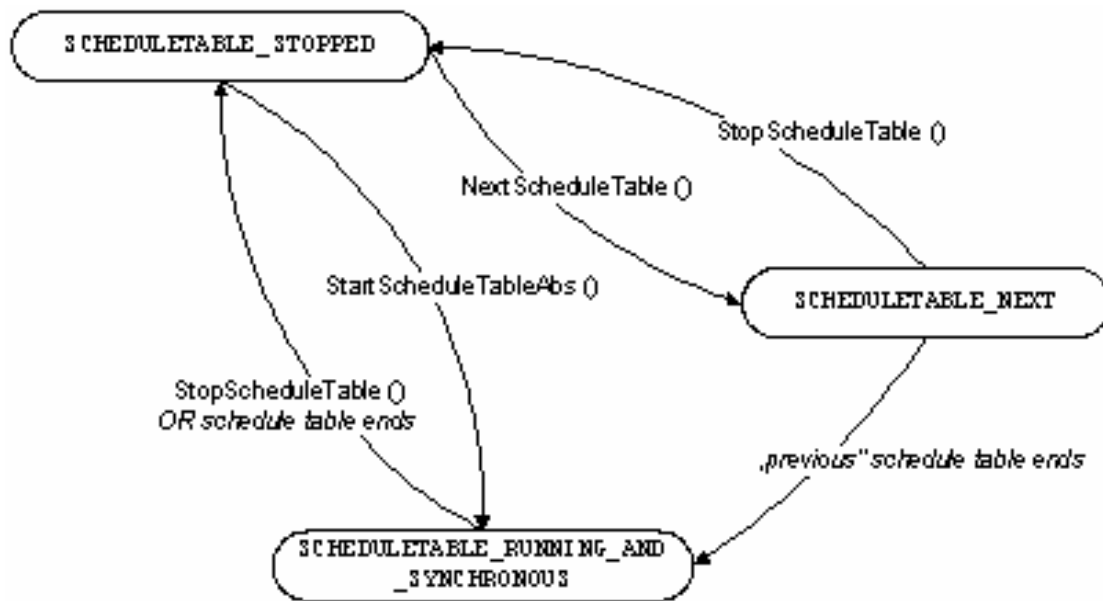 SCHEDULETABLE_STOPPED
StopScheduleTable ()
NextScheduleTable ()
StartScheduleTableAbs ()
SCHEDULETABLE_NEXT
StopScheduleTable ()
OR schedule table ends
„previous“ schedule table ends
SCHEDULETABLE_RUNNING_AND
_SYNCHRONOUS